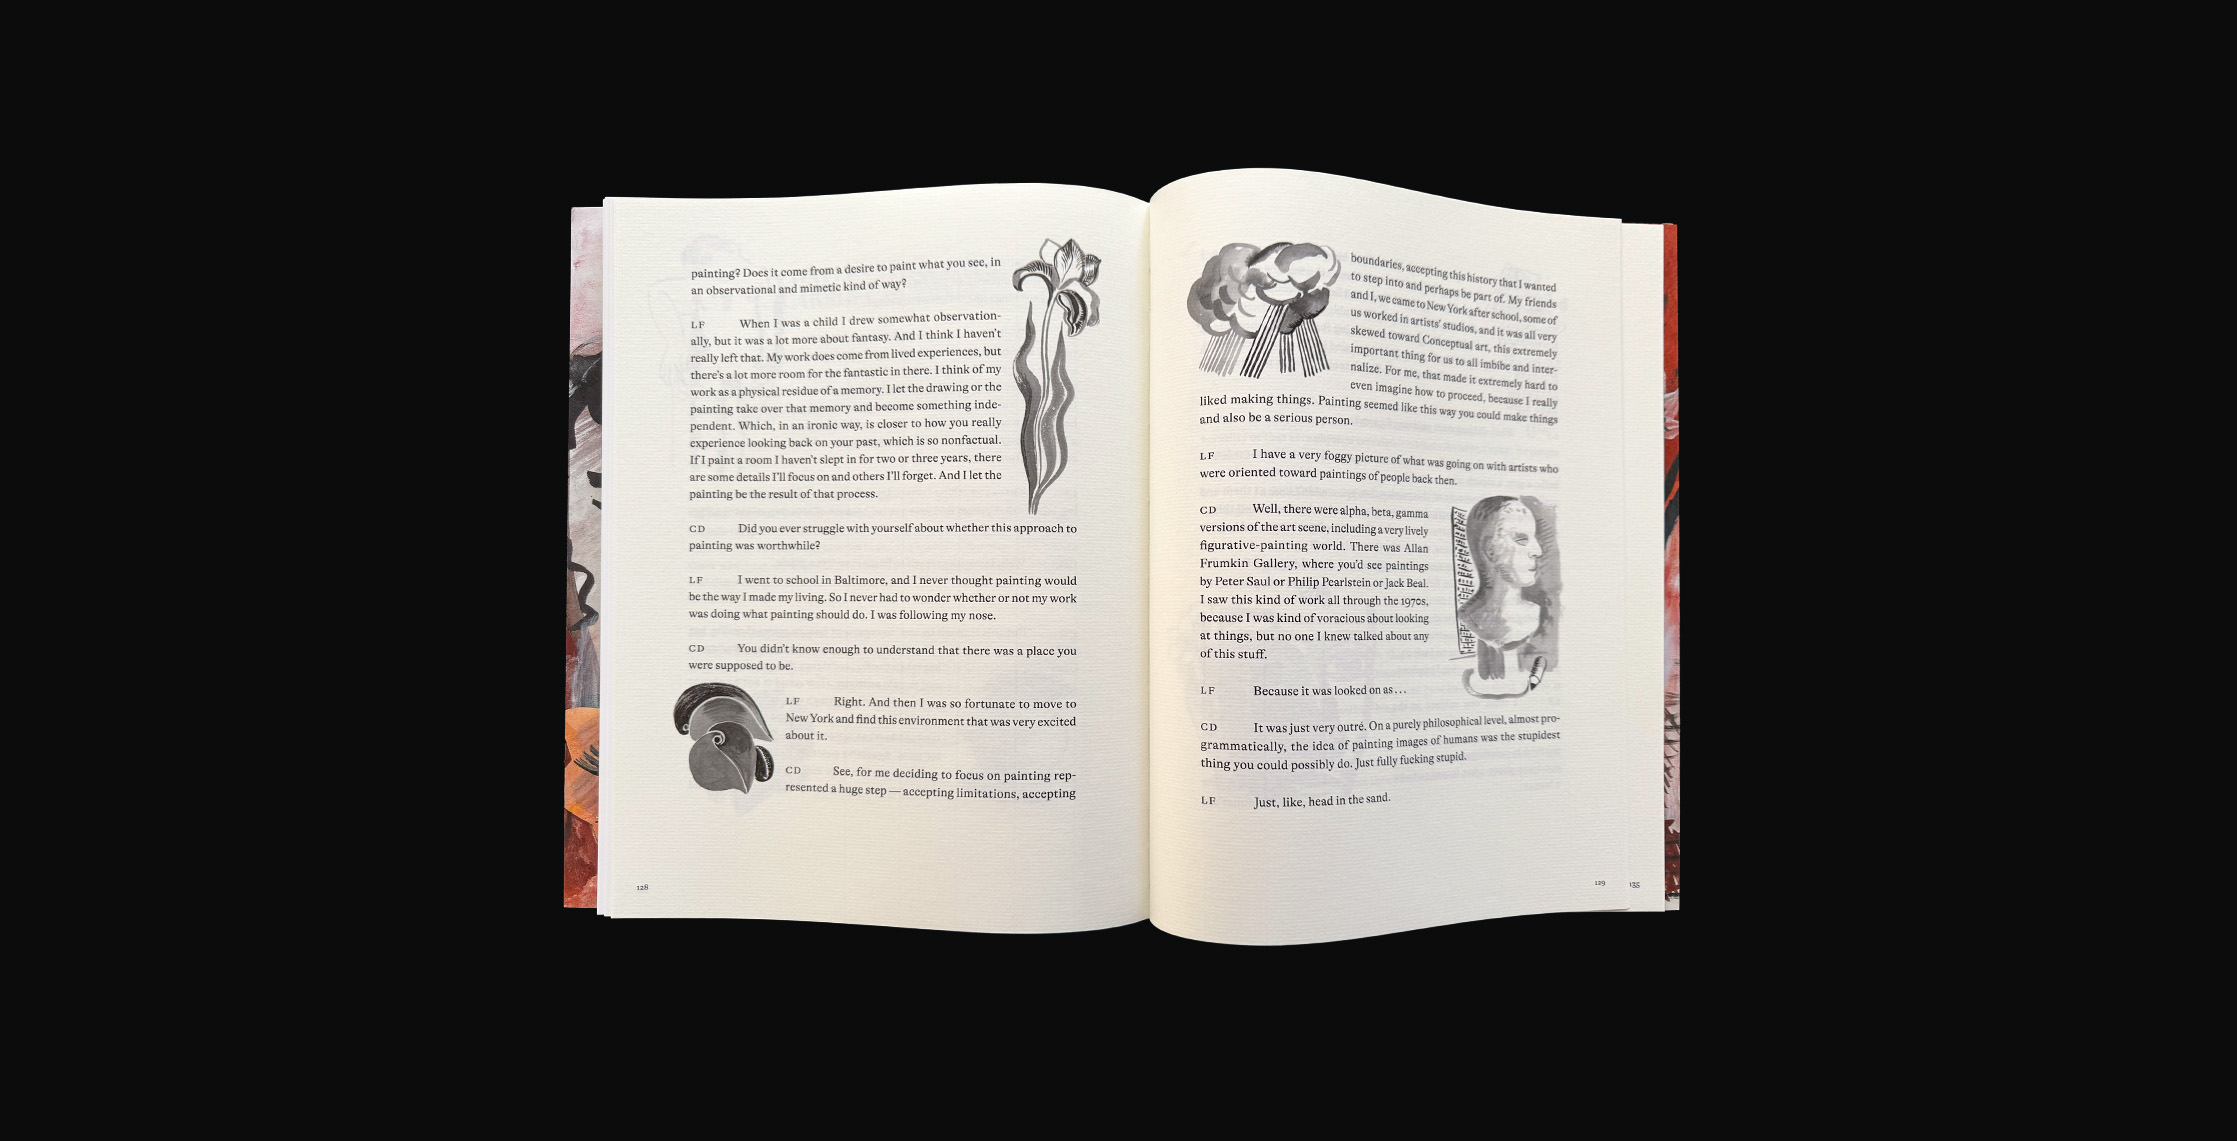 painting? Does it come from a desire to paint what you see, in
an observational and mimetic kind of way?
LF When I was a child I drew somewhat observation-
ally, but it was a lot more about fantasy. And I think I haven't
really left that. My work does come from lived experiences, but
there's a lot more room for the fantastic in there. I think of my
work as a physical residue of a memory. I let the drawing or the
painting take over that memory and become something inde-
pendent. Which, in an ironic way, is closer to how you really
experience looking back on your past, which is so nonfactual.
If I paint a room I haven't slept in for two or three years, there
are some details I'll focus on and others I'll forget. And I let the
painting be the result of that process.
CD Did you ever struggle with yourself about whether this approach to
painting was worthwhile?
LF I went to school in Baltimore, and I never thought painting would
be the way I made my living. So I never had to wonder whether or not my work
was doing what painting should do. I was following my nose.
CD You didn't know enough to understand that there was a place you
were supposed to be.
LF Right. And then I was so fortunate to move to
New York and find this environment that was very excited
about it.
CD See, for me deciding to focus on painting rep-
resented a huge step — accepting limitations, accepting
128
boundaries, accepting this history that I wanted
to step into and perhaps be part of. My friends
and I, we came to New York after school, some of
us worked in artists' studios, and it was all very
skewed toward Conceptual art, this extremely
important thing for us to all imbibe and inter-
nalize. For me, that made it extremely hard to
even imagine how to proceed, because I really
liked making things. Painting seemed like this way you could make things
and also be a serious person.
LF I have a very foggy picture of what was going on with artists who
were oriented toward paintings of people back then.
CD Well, there were alpha, beta, gamma
versions of the art scene, including a very lively
figurative-painting world. There was Allan
Frumkin Gallery, where you'd see paintings
by Peter Saul or Philip Pearlstein or Jack Beal.
I saw this kind of work all through the 1970s,
because I was kind of voracious about looking
at things, but no one I knew talked about any
of this stuff.
LF Because it was looked on as...
CD It was just very outré. On a purely philosophical level, almost pro-
grammatically, the idea of painting images of humans was the stupidest
thing you could possibly do. Just fully fucking stupid.
LF Just, like, head in the sand.
129
135